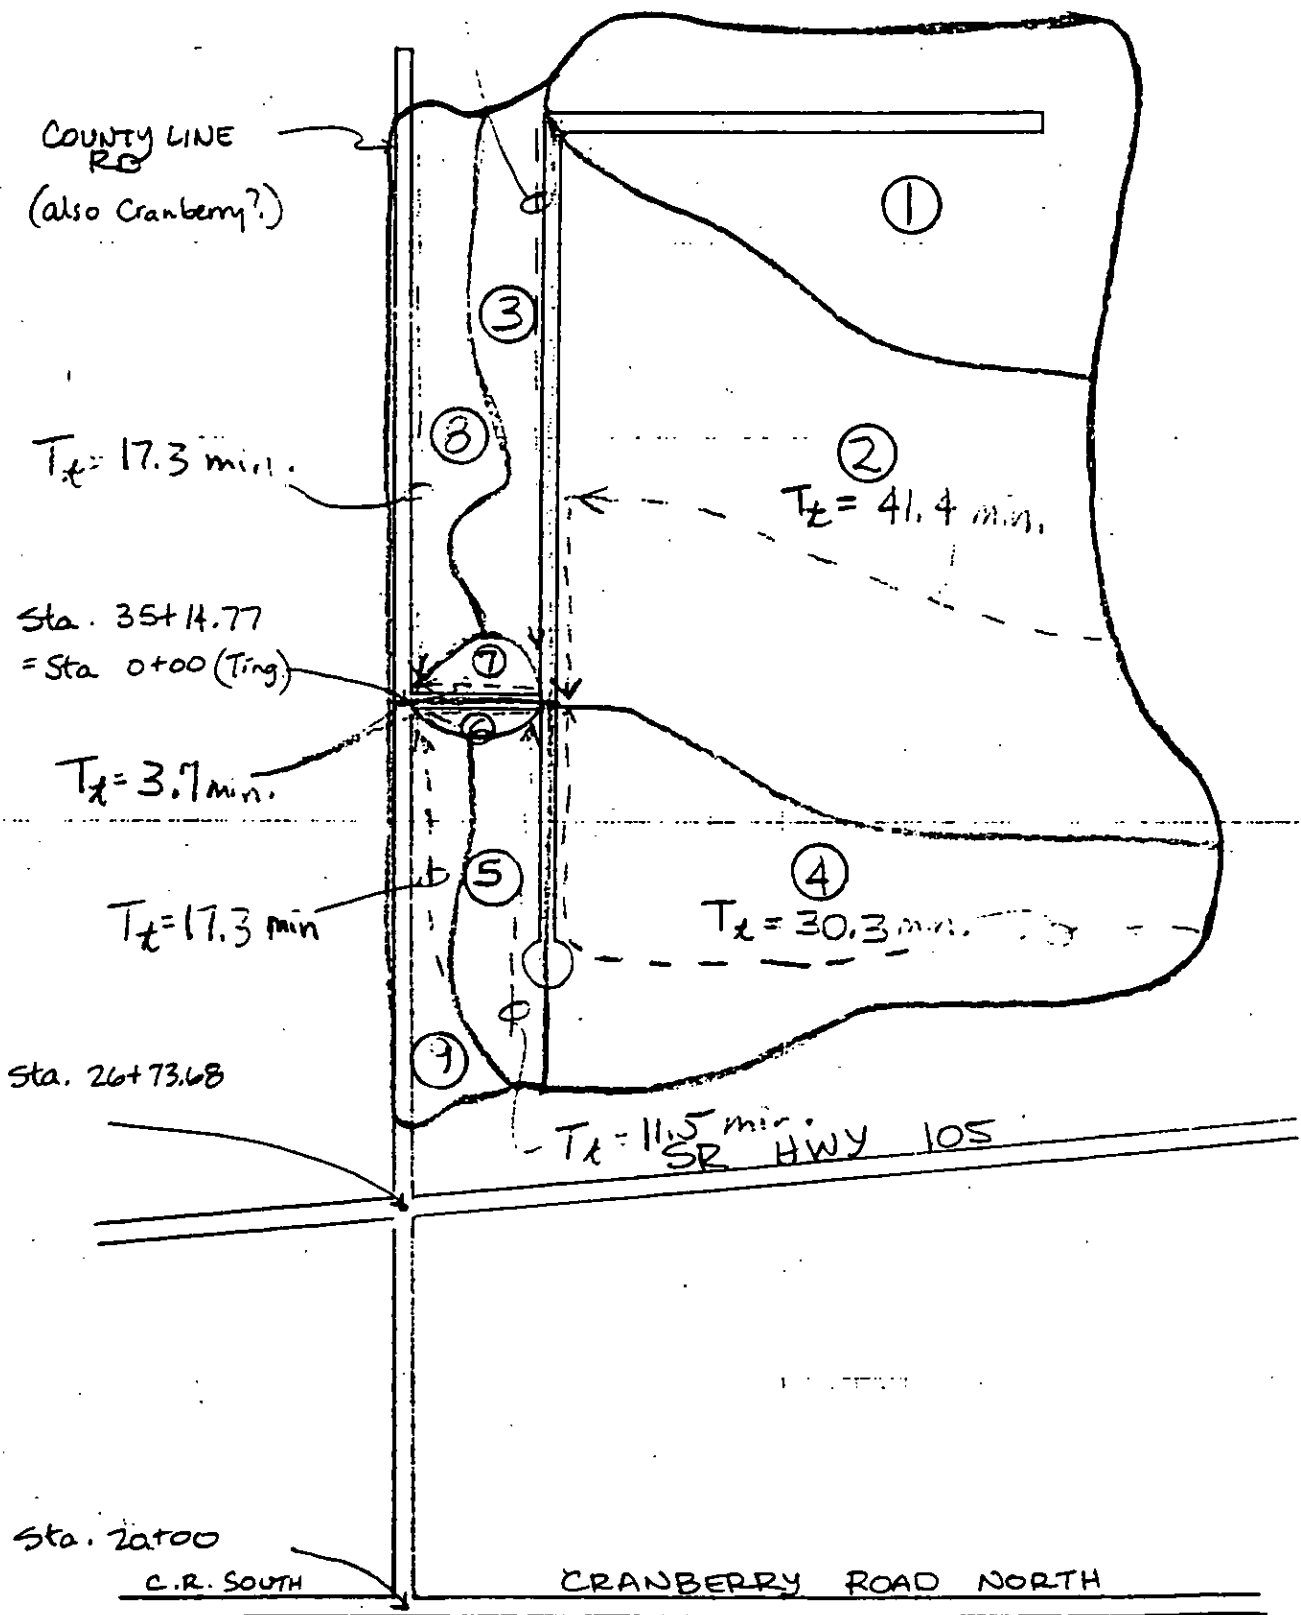 COUNTY LINE
RD
(also Cranberry?)
1
3
8
2
Tt = 17.3 min.
Tt = 41.4 min.
Sta. 35+14.77
= Sta 0+00 (Ting)
7
6
Tt = 3.7 min.
5
4
Tt = 17.3 min
Tt = 30.3 min.
9
Sta. 26+73.68
Tt = 11.5 min.
SR HWY 105
Sta. 20+00
C.R. SOUTH
CRANBERRY ROAD NORTH